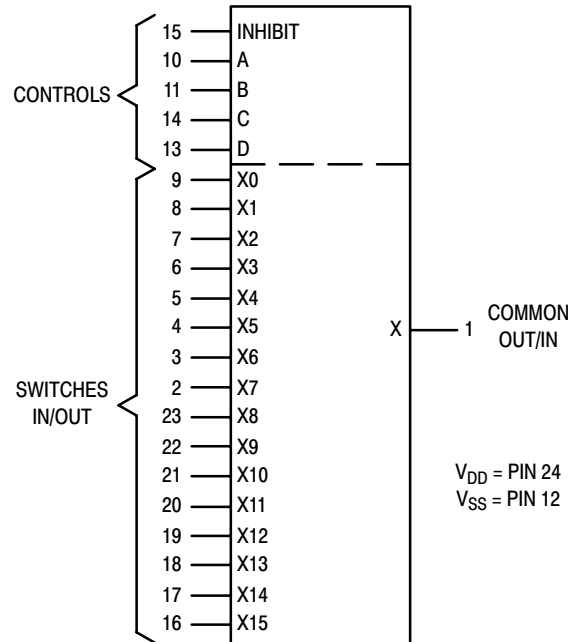 15 INHIBIT
10 A
11 B
CONTROLS
14 C
13 D
9 X0
8 X1
7 X2
6 X3
5 X4
4 X5
X 1 COMMON OUT/IN
3 X6
2 X7
SWITCHES
IN/OUT
23 X8
22 X9
21 X10
20 X11
19 X12
18 X13
17 X14
16 X15
VDD = PIN 24
VSS = PIN 12